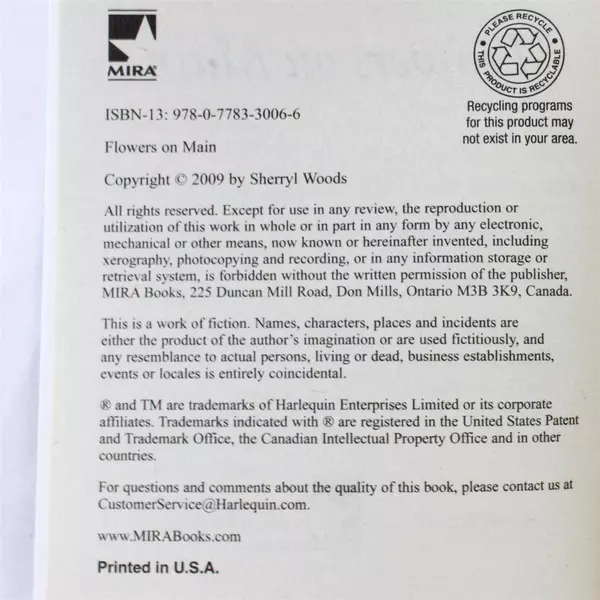 MIRA®
PLEASE RECYCLE
THIS PRODUCT IS RECYCLABLE
Recycling programs
for this product may
not exist in your area.
ISBN-13: 978-0-7783-3006-6
Flowers on Main
Copyright © 2009 by Sherryl Woods
All rights reserved. Except for use in any review, the reproduction or
utilization of this work in whole or in part in any form by any electronic,
mechanical or other means, now known or hereinafter invented, including
xerography, photocopying and recording, or in any information storage or
retrieval system, is forbidden without the written permission of the publisher,
MIRA Books, 225 Duncan Mill Road, Don Mills, Ontario M3B 3K9, Canada.
This is a work of fiction. Names, characters, places and incidents are
either the product of the author's imagination or are used fictitiously, and
any resemblance to actual persons, living or dead, business establishments,
events or locales is entirely coincidental.
® and TM are trademarks of Harlequin Enterprises Limited or its corporate
affiliates. Trademarks indicated with ® are registered in the United States Patent
and Trademark Office, the Canadian Intellectual Property Office and in other
countries.
For questions and comments about the quality of this book, please contact us at
CustomerService@Harlequin.com.
www.MIRABooks.com
Printed in U.S.A.